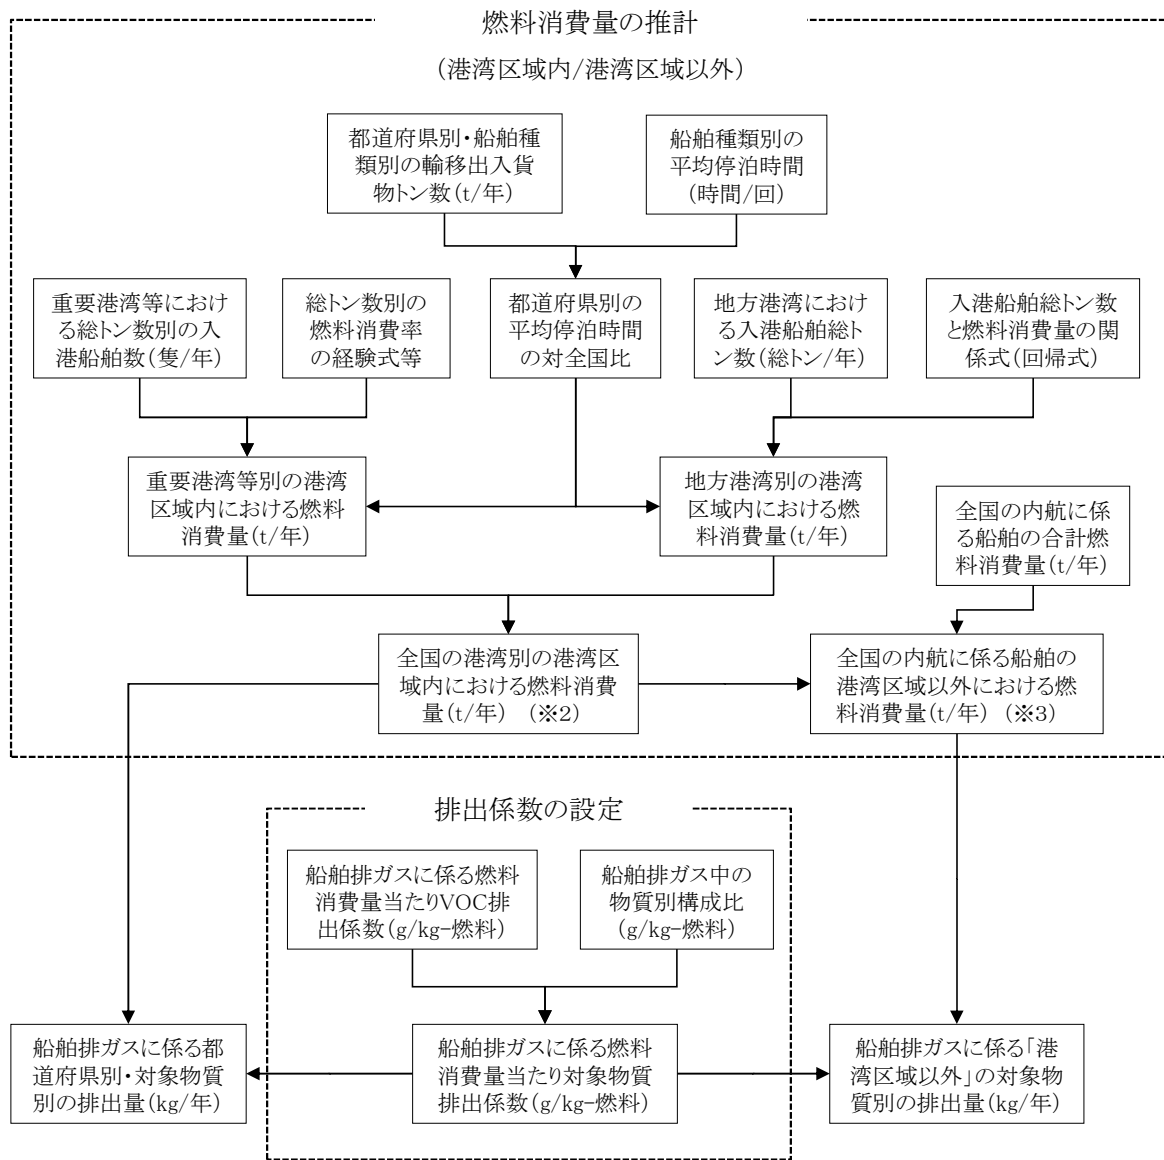 燃料消費量の推計
(港湾区域内/港湾区域以外)
都道府県別・船舶種
類別の輸移出入貨
物トン数(t/年)
船舶種類別の
平均停泊時間
(時間/回)
重要港湾等におけ
る総トン数別の入
港船舶数(隻/年)
総トン数別の
燃料消費率
の経験式等
都道府県別の
平均停泊時間
の対全国比
地方港湾におけ
る入港船舶総ト
ン数(総トン/年)
入港船舶総トン数
と燃料消費量の関
係式(回帰式)
重要港湾等別の港湾
区域内における燃料
消費量(t/年)
地方港湾別の港湾
区域内における燃
料消費量(t/年)
全国の内航に係
る船舶の合計燃
料消費量(t/年)
全国の港湾別の港湾区
域内における燃料消費
量(t/年) (※2)
全国の内航に係る船舶の
港湾区域以外における燃
料消費量(t/年) (※3)
排出係数の設定
船舶排ガスに係る燃料
消費量当たりVOC排
出係数(g/kg-燃料)
船舶排ガス中の
物質別構成比
(g/kg-燃料)
船舶排ガスに係る都
道府県別・対象物質
別の排出量(kg/年)
船舶排ガスに係る燃料
消費量当たり対象物質
排出係数(g/kg-燃料)
船舶排ガスに係る「港
湾区域以外」の対象物
質別の排出量(kg/年)